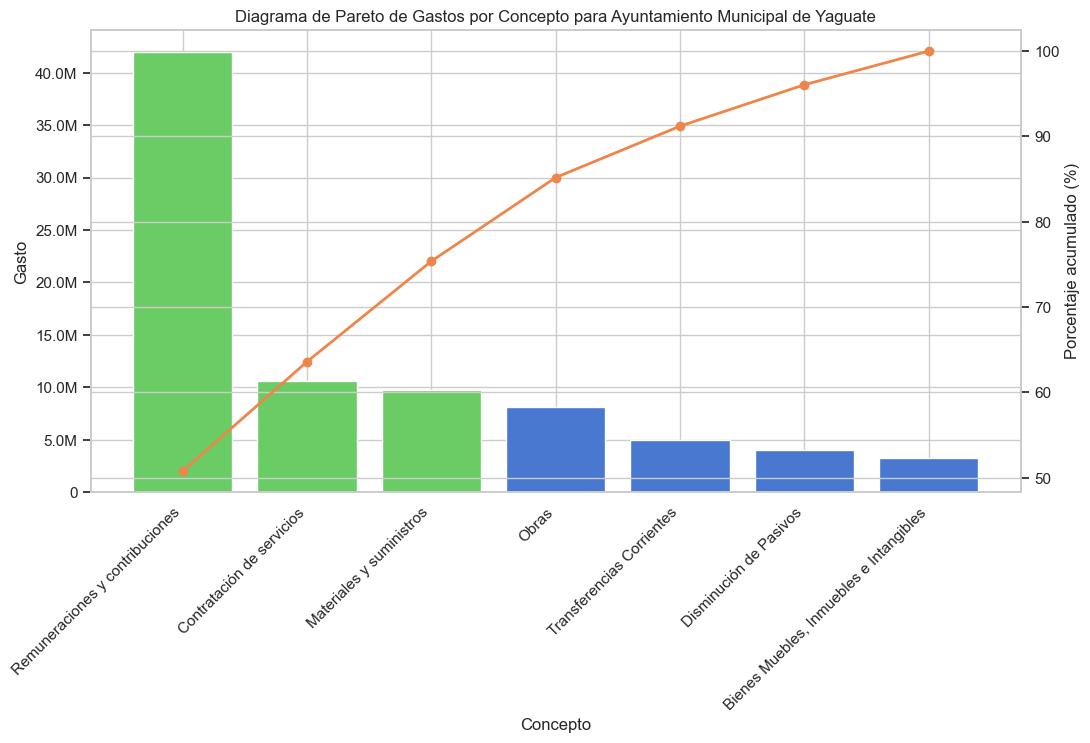 Diagrama de Pareto de Gastos por Concepto para Ayuntamiento Municipal de Yaguate
Gasto
40.0M
35.0M
30.0M
25.0M
20.0M
15.0M
10.0M
5.0M
0
100
90
80
70
60
50
Porcentaje acumulado (%)
Remuneraciones y contribuciones
Contratación de servicios
Materiales y suministros
Obras
Transferencias Corrientes
Disminución de Pasivos
Bienes Muebles, Inmuebles e Intangibles
Concepto